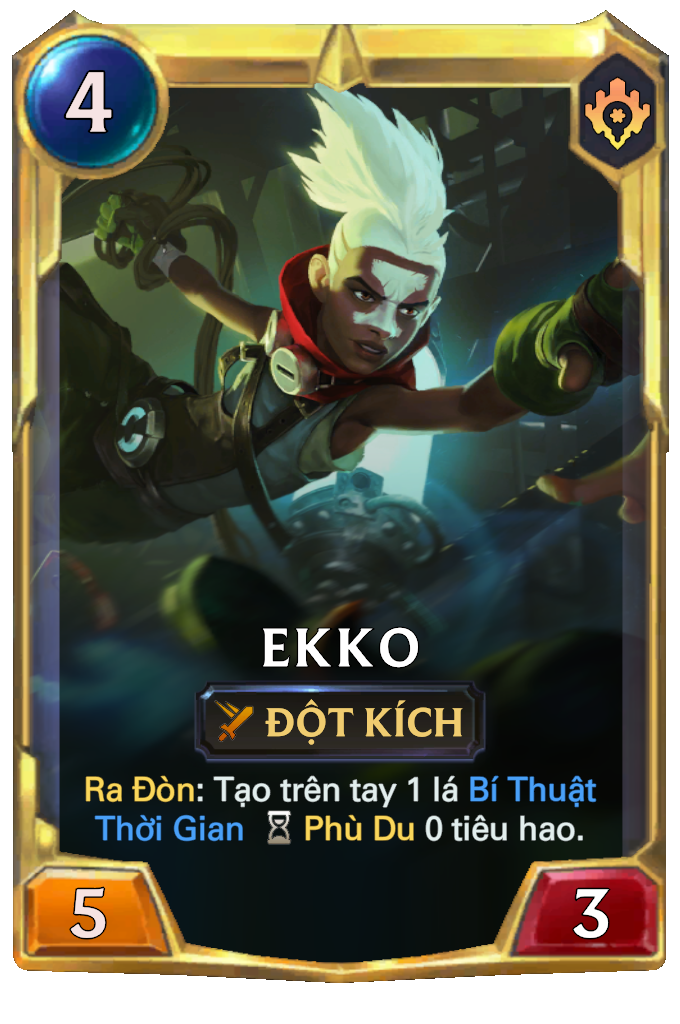 4
EKKO
ĐỘT KÍCH
Ra Đòn: Tạo trên tay 1 lá Bí Thuật
Thời Gian Phù Du 0 tiêu hao.
5 3